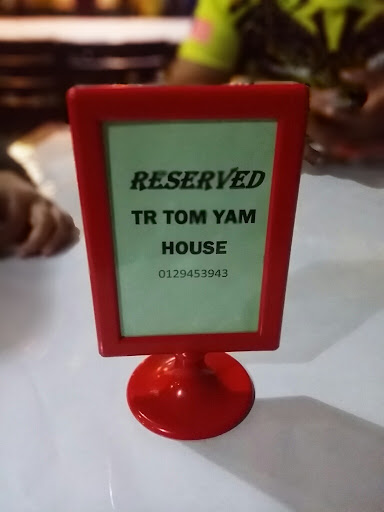 RESERVED
TR TOM YAM
HOUSE
0129453943